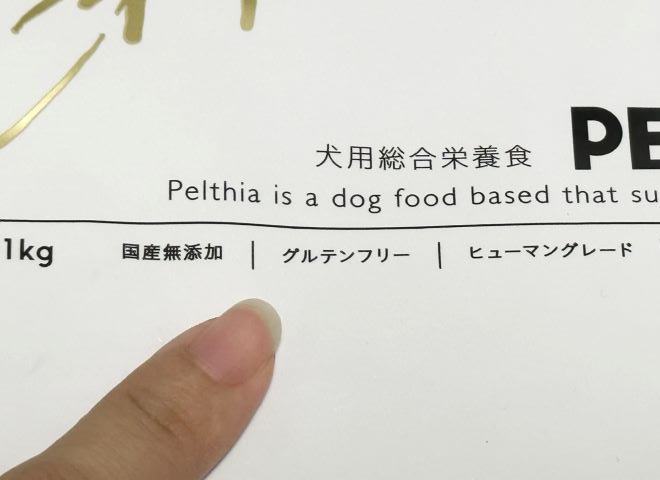 犬用総合栄養食 PE
Pelthia is a dog food based that su
1kg 国産無添加 | グルテンフリー | ヒューマングレード